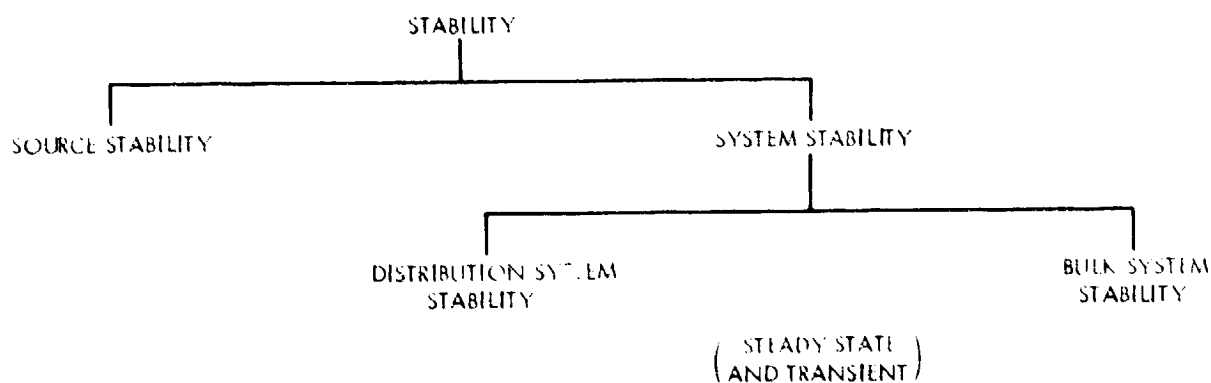 STABILITY
SOURCE STABILITY
SYSTEM STABILITY
DISTRIBUTION SYSTEM
STABILITY
BULK SYSTEM
STABILITY
( STEADY STATE
AND TRANSIENT )